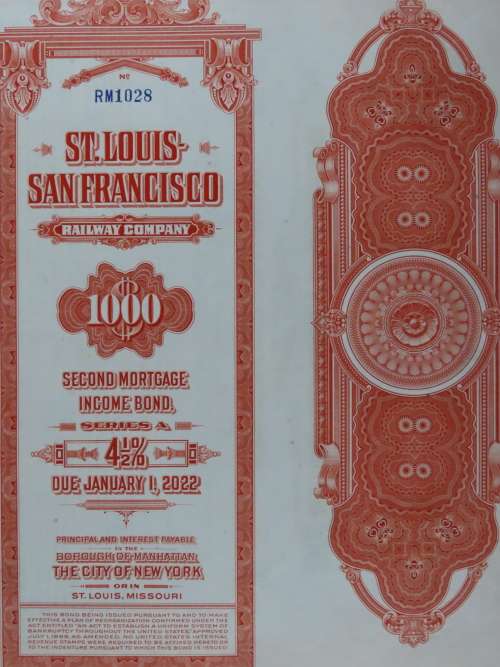 Nº
RM1028
ST. LOUIS-
SAN FRANCISCO
RAILWAY COMPANY
$1000
SECOND MORTGAGE
INCOME BOND,
SERIES A,
4½%
DUE JANUARY 1, 2022
PRINCIPAL AND INTEREST PAYABLE
IN THE
BOROUGH OF MANHATTAN,
THE CITY OF NEW YORK
OR IN
ST. LOUIS, MISSOURI
THIS BOND BEING ISSUED PURSUANT TO AND TO MAKE
EFFECTIVE A PLAN OF REORGANIZATION CONFIRMED UNDER THE
ACT ENTITLED "AN ACT TO ESTABLISH A UNIFORM SYSTEM OF
BANKRUPTCY THROUGHOUT THE UNITED STATES" APPROVED
JULY 1, 1898, AS AMENDED, NO UNITED STATES INTERNAL
REVENUE STAMPS WERE REQUIRED TO BE AFFIXED HERETO OR
TO THE INDENTURE PURSUANT TO WHICH THIS BOND IS ISSUED